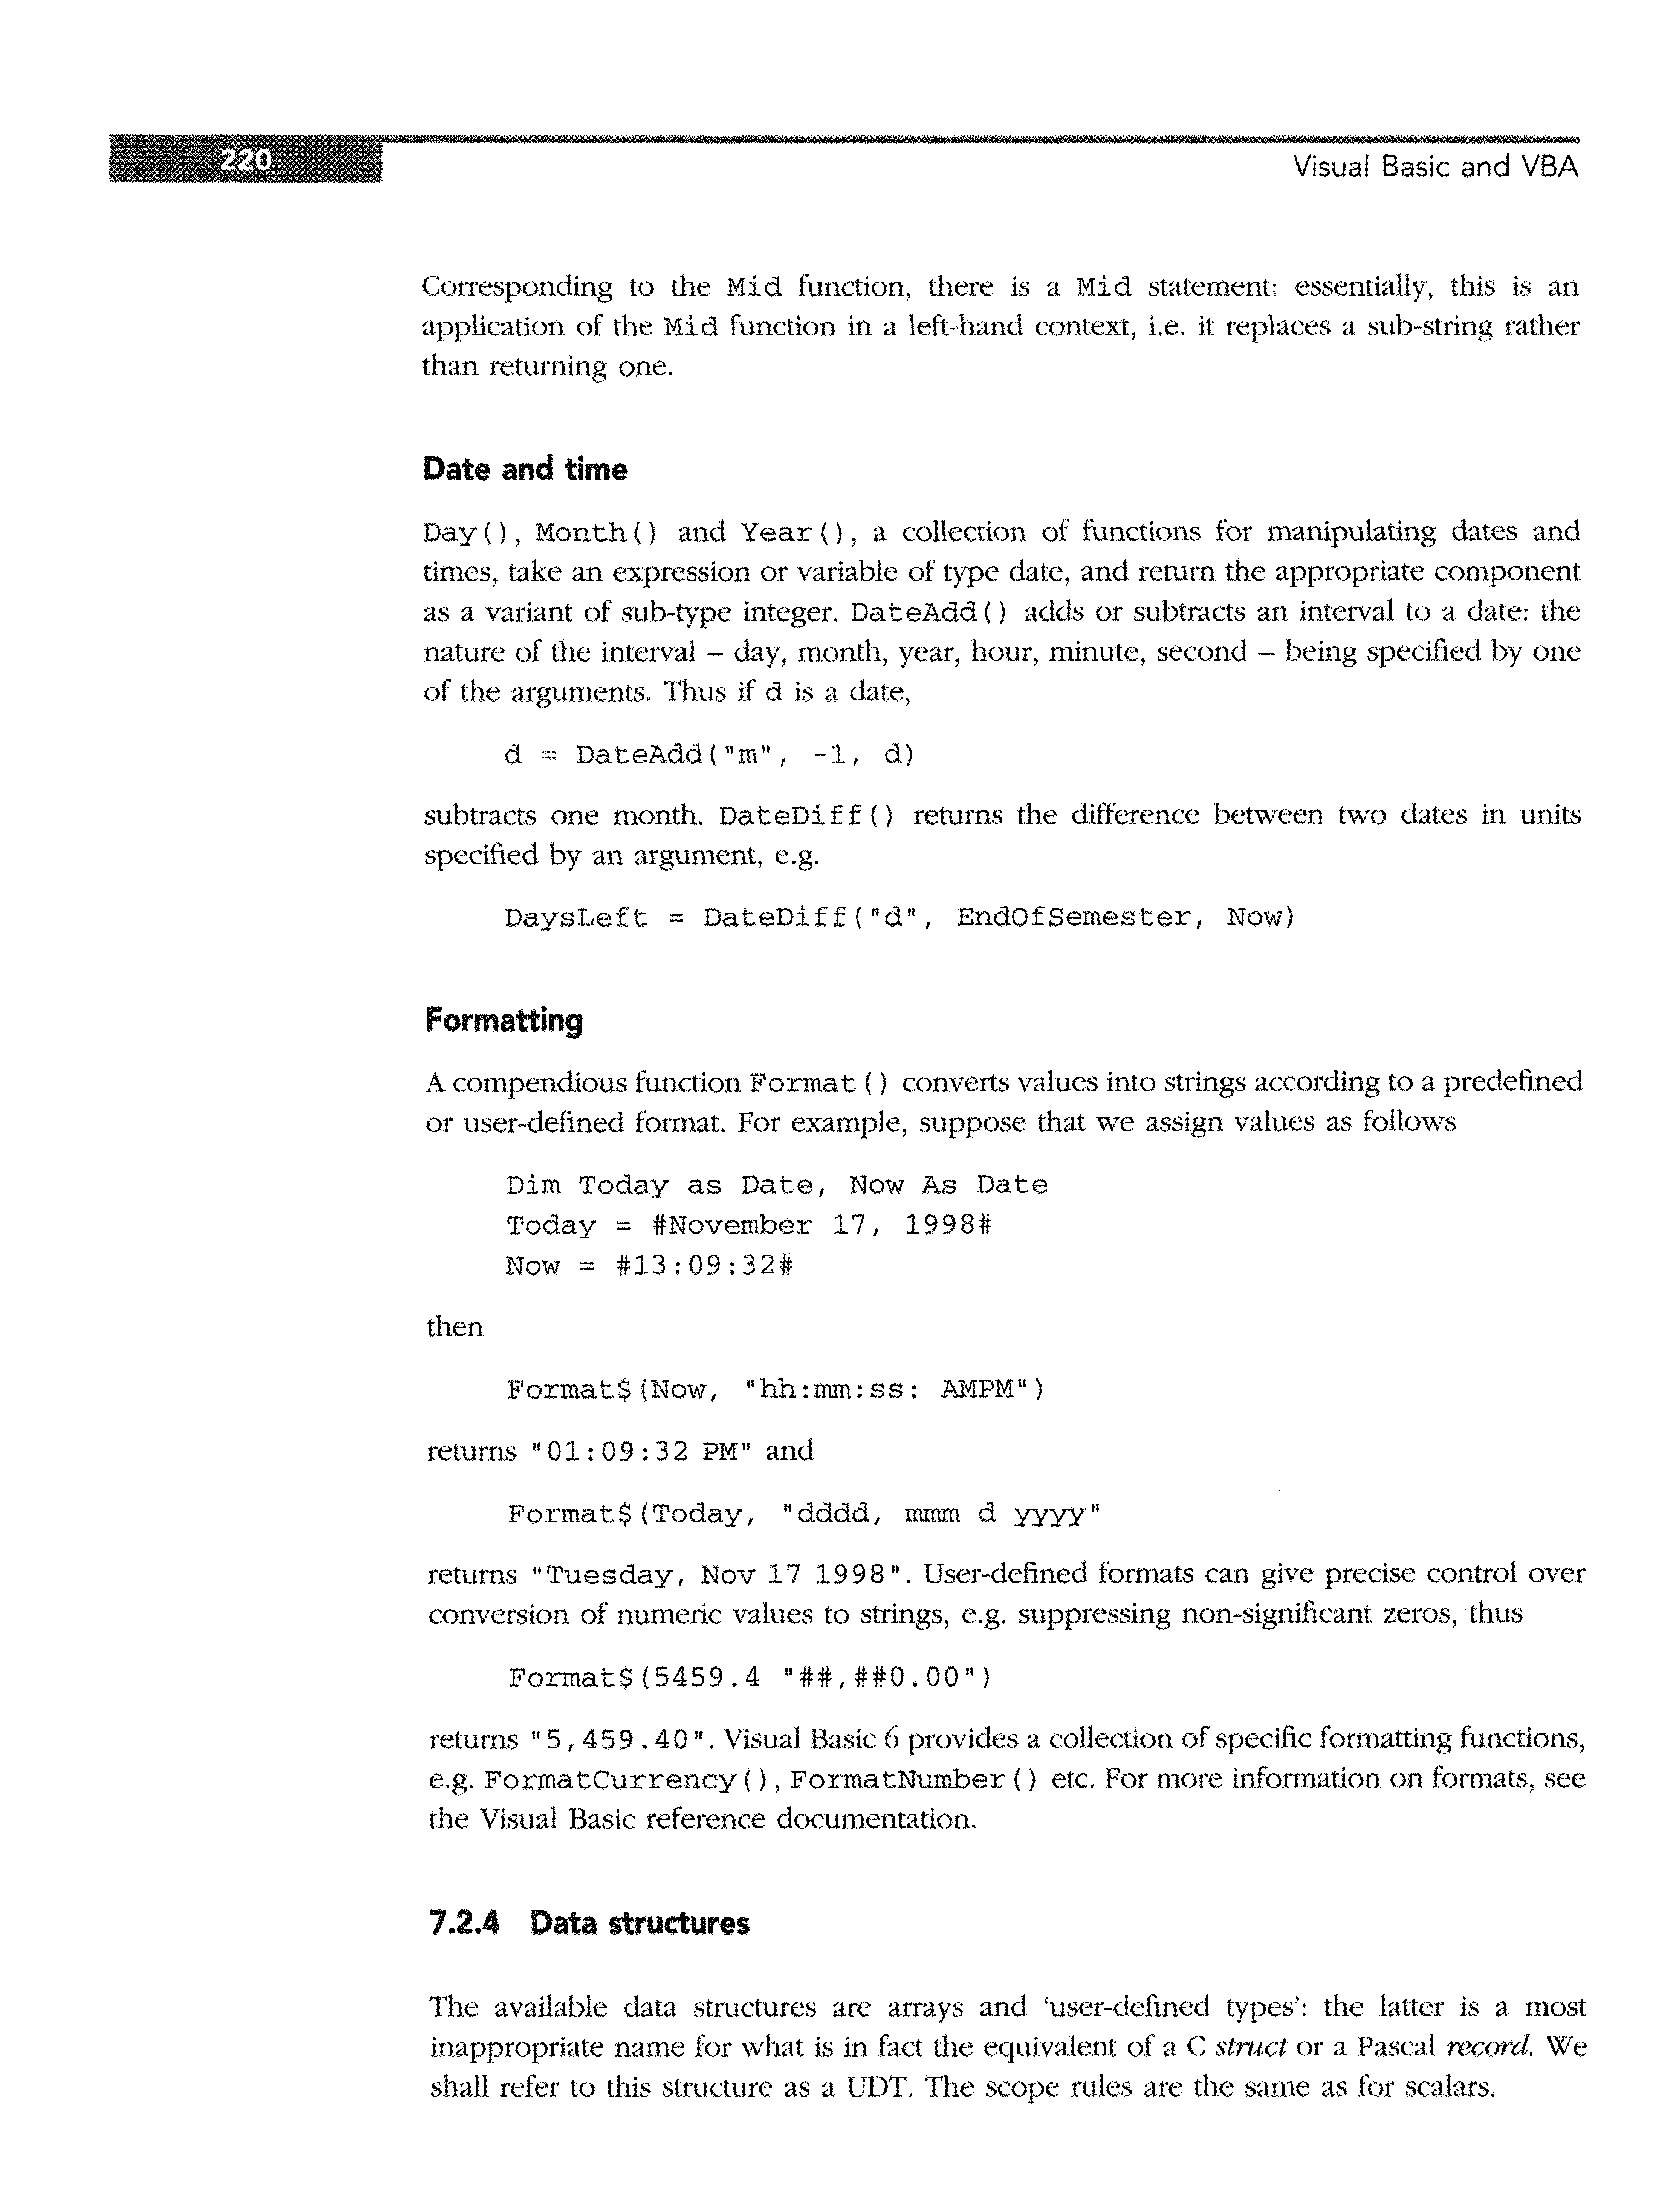 220
Visual Basic and VBA
Corresponding to the Mid function, there is a Mid statement: essentially, this is an
application of the Mid function in a left-hand context, i.e. it replaces a sub-string rather
than returning one.
Date and time
Day(), Month() and Year(), a collection of functions for manipulating dates and
times, take an expression or variable of type date, and return the appropriate component
as a variant of sub-type integer. DateAdd() adds or subtracts an interval to a date: the
nature of the interval – day, month, year, hour, minute, second – being specified by one
of the arguments. Thus if d is a date,
d = DateAdd("m", -1, d)
subtracts one month. DateDiff() returns the difference between two dates in units
specified by an argument, e.g.
DaysLeft = DateDiff("d", EndOfSemester, Now)
Formatting
A compendious function Format() converts values into strings according to a predefined
or user-defined format. For example, suppose that we assign values as follows
Dim Today as Date, Now As Date
Today = #November 17, 1998#
Now = #13:09:32#
then
Format$(Now, "hh:mm:ss: AMPM")
returns "01:09:32 PM" and
Format$(Today, "dddd, mmm d yyyy"
returns "Tuesday, Nov 17 1998". User-defined formats can give precise control over
conversion of numeric values to strings, e.g. suppressing non-significant zeros, thus
Format$(5459.4 "##,##0.00")
returns "5,459.40". Visual Basic 6 provides a collection of specific formatting functions,
e.g. FormatCurrency(), FormatNumber() etc. For more information on formats, see
the Visual Basic reference documentation.
7.2.4 Data structures
The available data structures are arrays and ‘user-defined types’: the latter is a most
inappropriate name for what is in fact the equivalent of a C struct or a Pascal record. We
shall refer to this structure as a UDT. The scope rules are the same as for scalars.